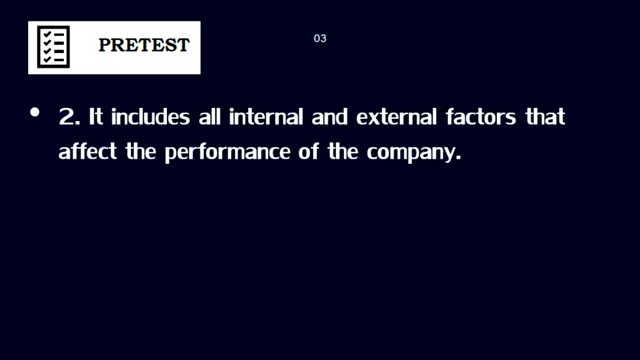 PRETEST
03
• 2. It includes all internal and external factors that
affect the performance of the company.